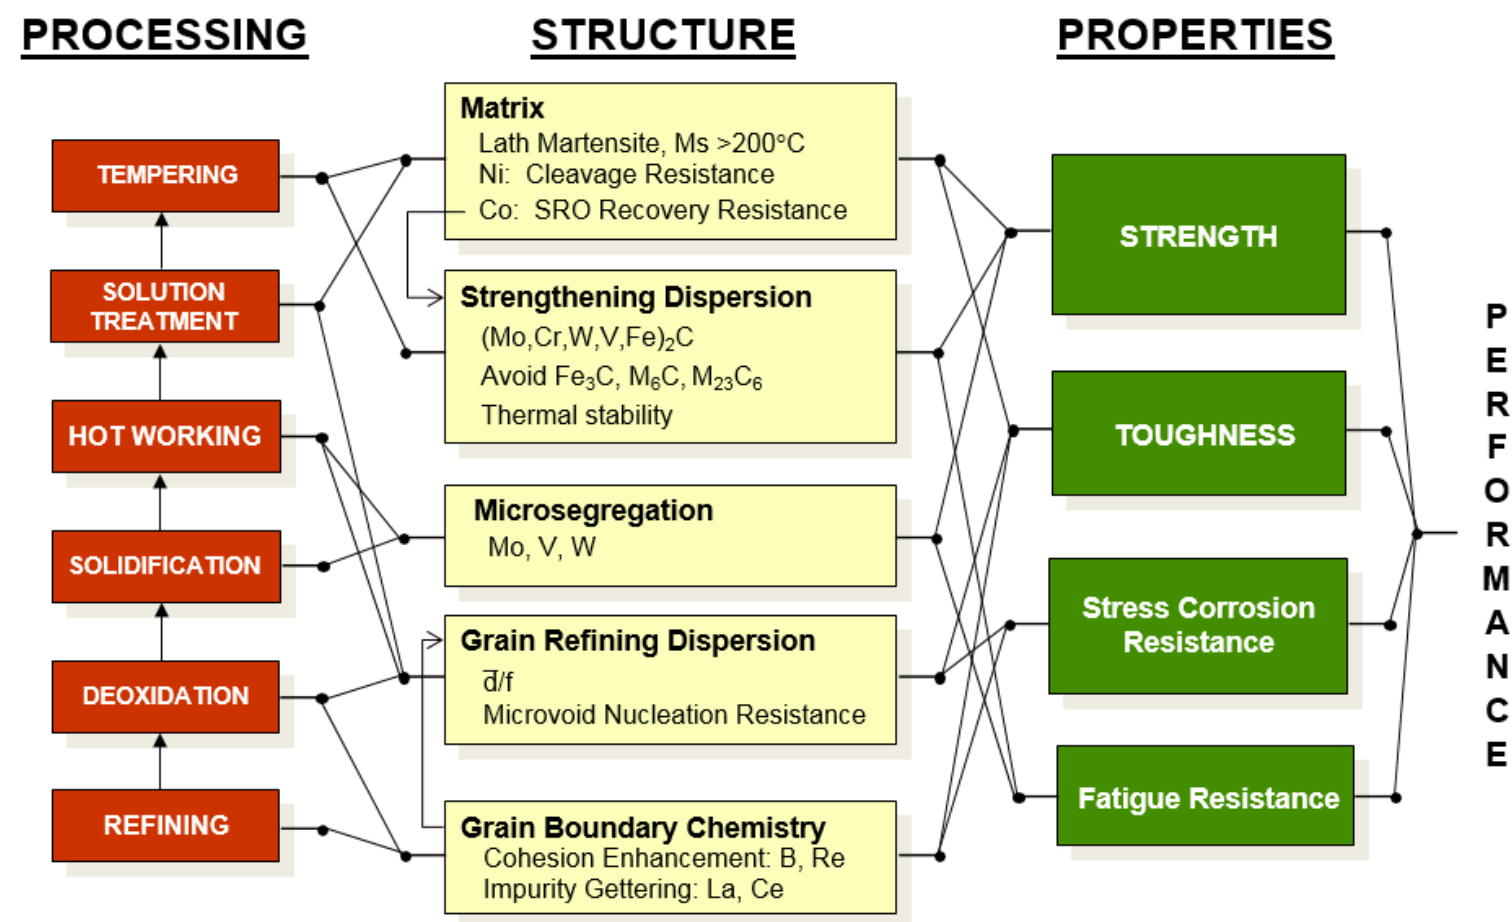 PROCESSING
STRUCTURE
PROPERTIES
TEMPERING
SOLUTION
TREATMENT
HOT WORKING
SOLIDIFICATION
DEOXIDATION
REFINING
Matrix
Lath Martensite, Ms >200°C
Ni: Cleavage Resistance
Co: SRO Recovery Resistance
Strengthening Dispersion
(Mo,Cr,W,V,Fe)₂C
Avoid Fe₃C, M₆C, M₂₃C₆
Thermal stability
Microsegregation
Mo, V, W
Grain Refining Dispersion
d̅/f
Microvoid Nucleation Resistance
Grain Boundary Chemistry
Cohesion Enhancement: B, Re
Impurity Gettering: La, Ce
STRENGTH
TOUGHNESS
Stress Corrosion
Resistance
Fatigue Resistance
PERFORMANCE